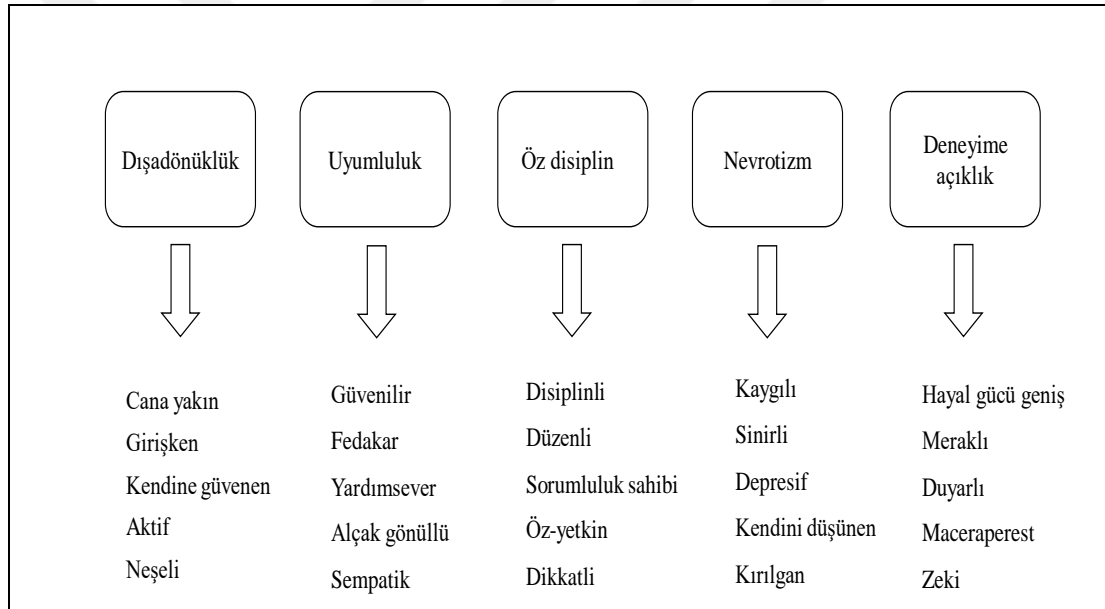 Dışadönüklük
Uyumluluk
Öz disiplin
Nevrotizm
Deneyime
açıklık
Cana yakın
Girişken
Kendine güvenen
Aktif
Neşeli
Güvenilir
Fedakar
Yardımsever
Alçak gönüllü
Sempatik
Disiplinli
Düzenli
Sorumluluk sahibi
Öz-yetkin
Dikkatli
Kaygılı
Sinirli
Depresif
Kendini düşünen
Kırılgan
Hayal gücü geniş
Meraklı
Duyarlı
Maceraperest
Zeki